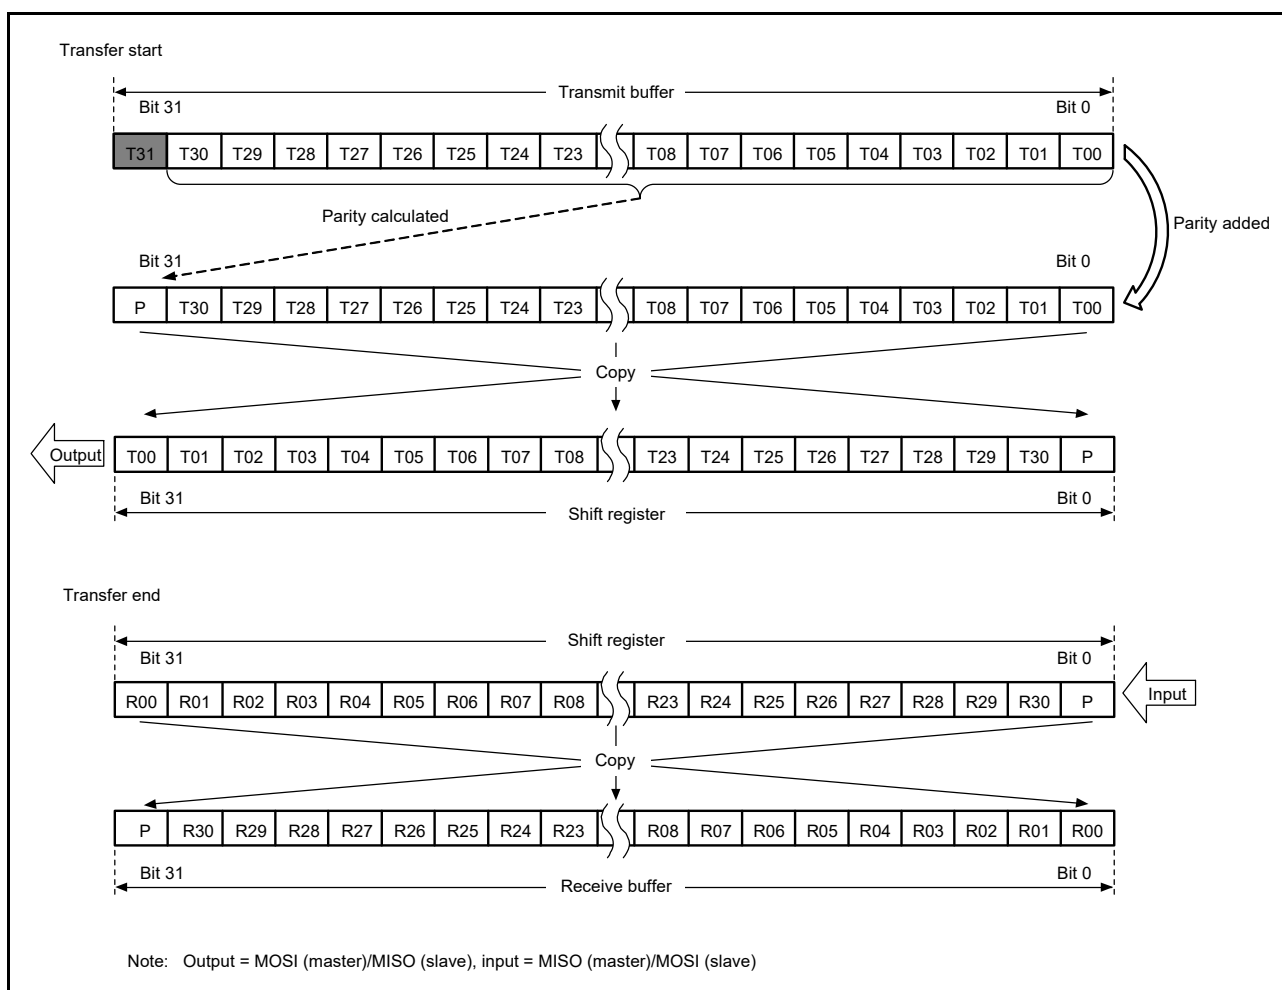 Transfer start
Transmit buffer
Bit 31 Bit 0
T31 T30 T29 T28 T27 T26 T25 T24 T23 T08 T07 T06 T05 T04 T03 T02 T01 T00
Parity calculated
Parity added
Bit 31 Bit 0
P T30 T29 T28 T27 T26 T25 T24 T23 T08 T07 T06 T05 T04 T03 T02 T01 T00
Copy
Output
T00 T01 T02 T03 T04 T05 T06 T07 T08 T23 T24 T25 T26 T27 T28 T29 T30 P
Bit 31 Bit 0
Shift register
Transfer end
Shift register
Bit 31 Bit 0
R00 R01 R02 R03 R04 R05 R06 R07 R08 R23 R24 R25 R26 R27 R28 R29 R30 P
Input
Copy
P R30 R29 R28 R27 R26 R25 R24 R23 R08 R07 R06 R05 R04 R03 R02 R01 R00
Bit 31 Bit 0
Receive buffer
Note: Output = MOSI (master)/MISO (slave), input = MISO (master)/MOSI (slave)